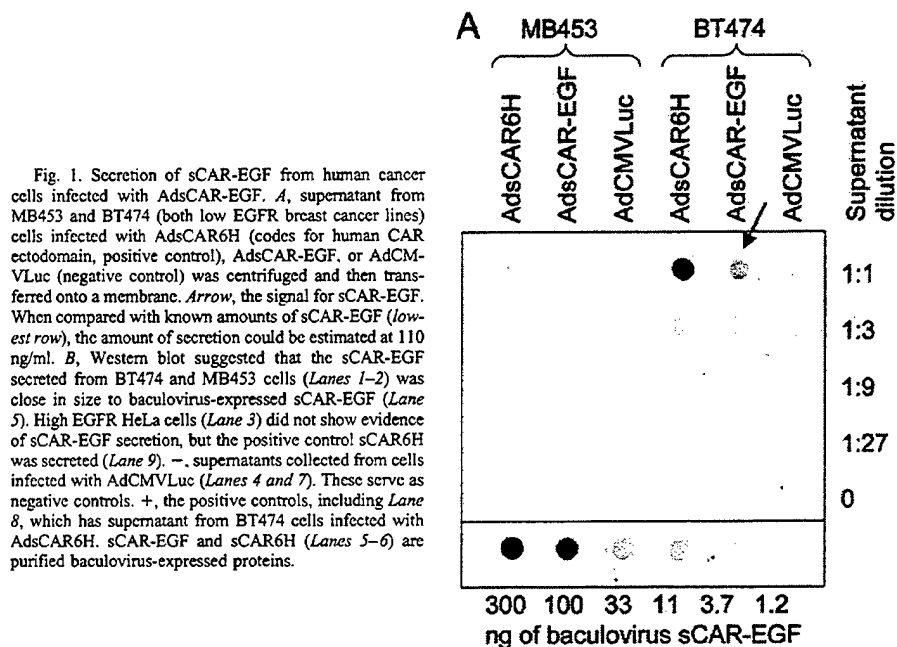 Fig. 1. Secretion of sCAR-EGF from human cancer
cells infected with AdsCAR-EGF. A, supernatant from
MB453 and BT474 (both low EGFR breast cancer lines)
cells infected with AdsCAR6H (codes for human CAR
ectodomain, positive control), AdsCAR-EGF, or AdCM-
VLuc (negative control) was centrifuged and then trans-
ferred onto a membrane. Arrow, the signal for sCAR-EGF.
When compared with known amounts of sCAR-EGF (low-
est row), the amount of secretion could be estimated at 110
ng/ml. B, Western blot suggested that the sCAR-EGF
secreted from BT474 and MB453 cells (Lanes 1–2) was
close in size to baculovirus-expressed sCAR-EGF (Lane
5). High EGFR HeLa cells (Lane 3) did not show evidence
of sCAR-EGF secretion, but the positive control sCAR6H
was secreted (Lane 9). −, supernatants collected from cells
infected with AdCMVLuc (Lanes 4 and 7). These serve as
negative controls. +, the positive controls, including Lane
8, which has supernatant from BT474 cells infected with
AdsCAR6H. sCAR-EGF and sCAR6H (Lanes 5–6) are
purified baculovirus-expressed proteins.
A
MB453 BT474
AdsCAR6H
AdsCAR-EGF
AdCMVLuc
AdsCAR6H
AdsCAR-EGF
AdCMVLuc
Supernatant
dilution
1:1
1:3
1:9
1:27
0
300 100 33 11 3.7 1.2
ng of baculovirus sCAR-EGF